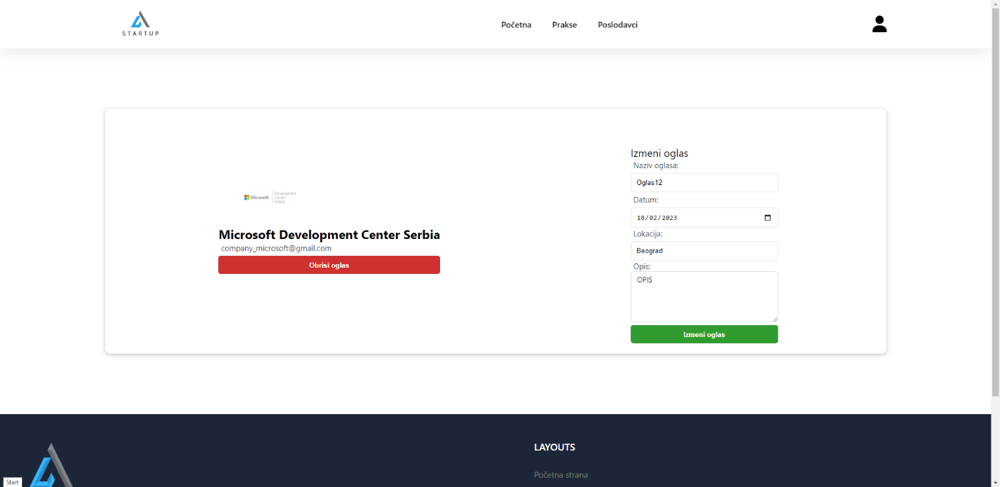 STARTUP
Početna
Prakse
Poslodavci
Microsoft
Development
Center
Serbia
Microsoft Development Center Serbia
company_microsoft@gmail.com
Obrisi oglas
Izmeni oglas
Naziv oglasa:
Oglas12
Datum:
18/02/2023
Lokacija:
Beograd
Opis:
OPIS
Izmeni oglas
LAYOUTS
Početna strana
Start